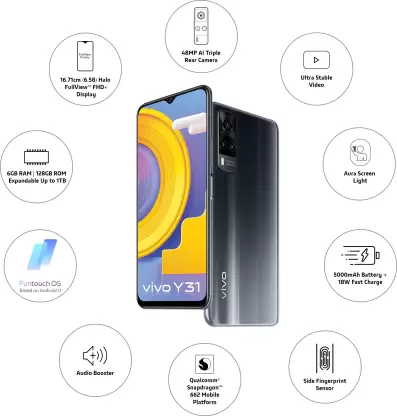 48MP AI Triple
Rear Camera
16.71cm (6.58) Halo
FullView™ FHD+
Display
Ultra Stable
Video
6GB RAM | 128GB ROM
Expandable Up to 1TB
Aura Screen
Light
vivo Y31
vivo
Funtouch OS
Based on Android 11
5000mAh Battery +
18W Fast Charge
Audio Booster
Qualcomm®
Snapdragon™
662 Mobile
Platform
Side Fingerprint
Sensor